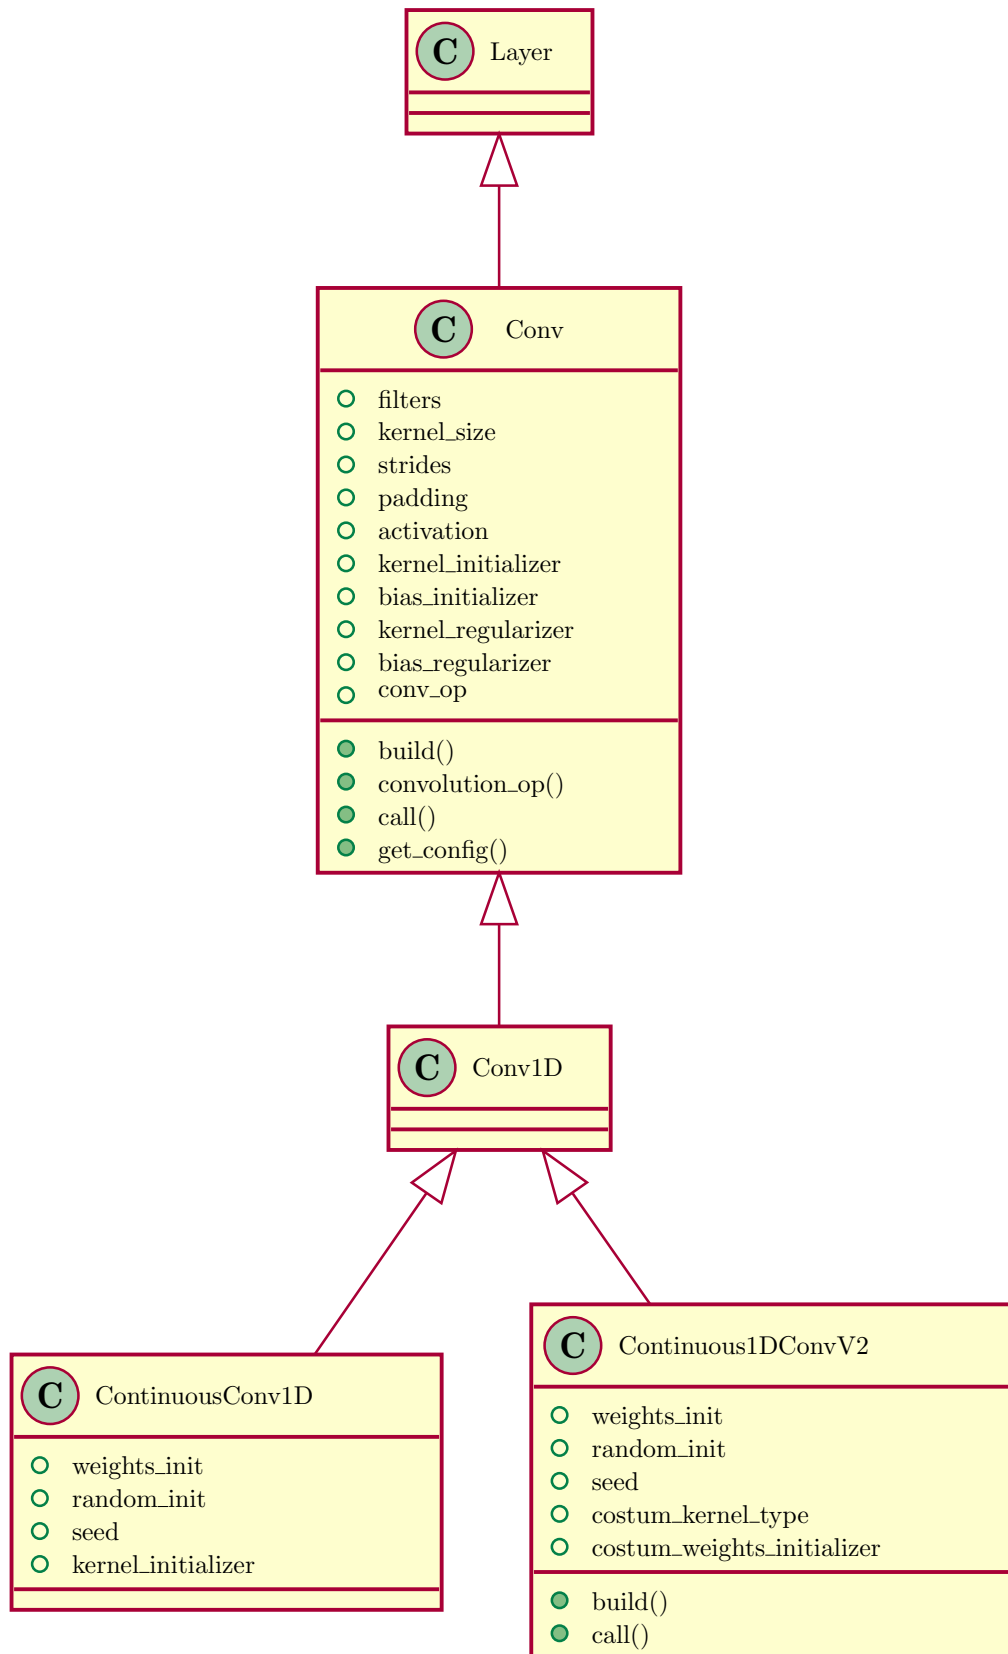 C Layer
C Conv
filters
kernel_size
strides
padding
activation
kernel_initializer
bias_initializer
kernel_regularizer
bias_regularizer
conv_op
build()
convolution_op()
call()
get_config()
C Conv1D
C ContinuousConv1D
weights_init
random_init
seed
kernel_initializer
C Continuous1DConvV2
weights_init
random_init
seed
costum_kernel_type
costum_weights_initializer
build()
call()